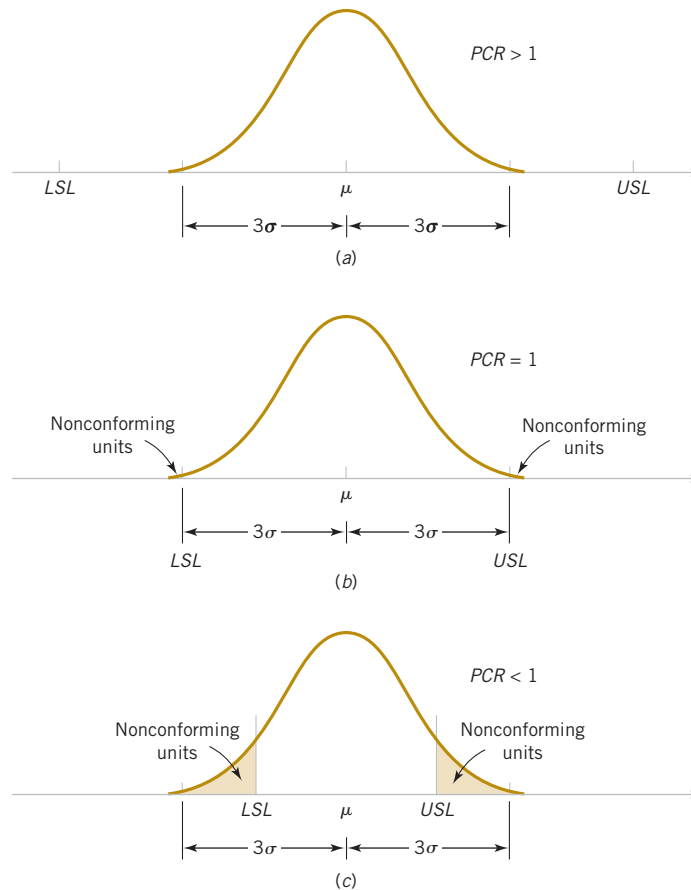 PCR > 1
LSL
μ
USL
3σ
3σ
(a)
PCR = 1
Nonconforming
units
Nonconforming
units
μ
3σ
3σ
LSL
USL
(b)
PCR < 1
Nonconforming
units
Nonconforming
units
LSL
μ
USL
3σ
3σ
(c)